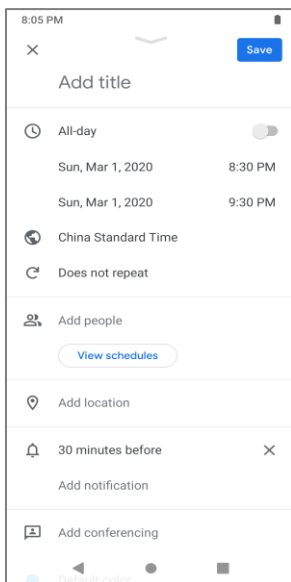 8:05 PM
Save
Add title
All-day
Sun, Mar 1, 2020 8:30 PM
Sun, Mar 1, 2020 9:30 PM
China Standard Time
Does not repeat
Add people
View schedules
Add location
30 minutes before
Add notification
Add conferencing
Default color